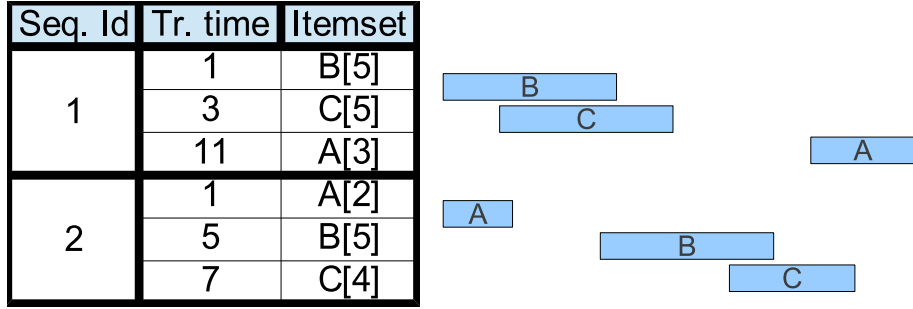 Seq. Id Tr. time Itemset
1 B[5]
B
1 3 C[5]
C
11 A[3]
A
1 A[2]
A
2 5 B[5]
B
7 C[4]
C